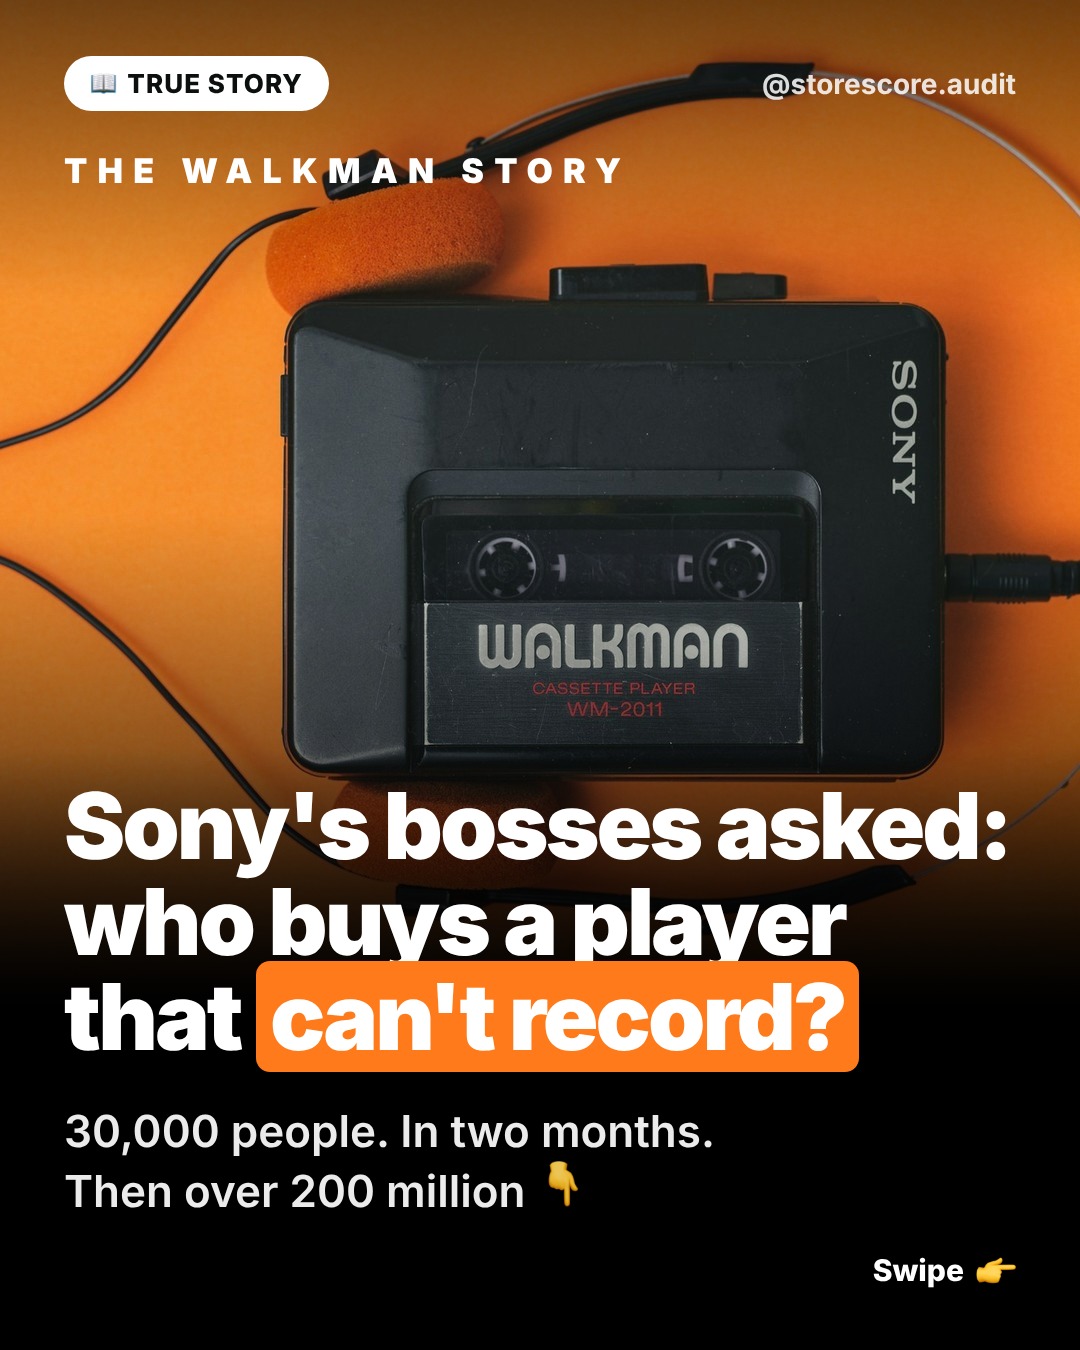 📖 TRUE STORY
@storescore.audit
THE WALKMAN STORY
SONY
WALKMAN
CASSETTE PLAYER
WM-2011
Sony's bosses asked:
who buys a player
that can't record?
30,000 people. In two months.
Then over 200 million 👇
Swipe 👉